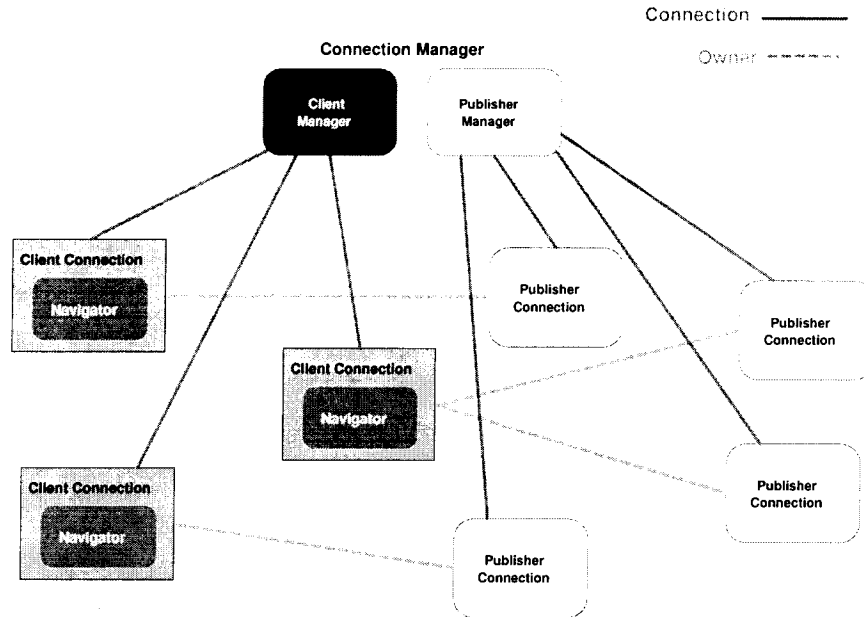 Connection
Connection Manager
Owner
Client
Manager
Publisher
Manager
Client Connection
Navigator
Publisher
Connection
Publisher
Connection
Client Connection
Navigator
Publisher
Connection
Client Connection
Navigator
Publisher
Connection